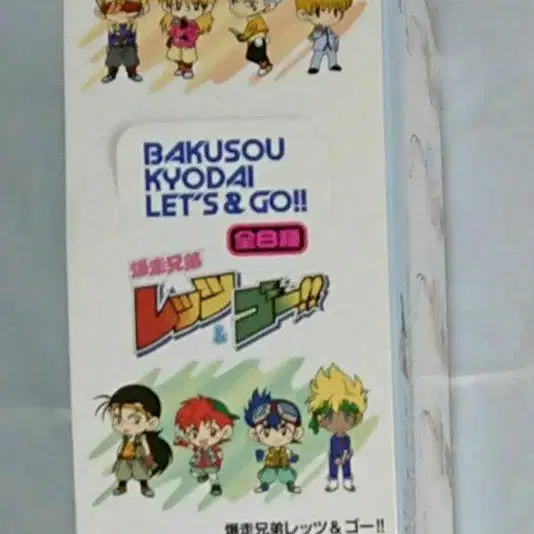 BAKUSOU
KYODAI
LET'S & GO!!
全8種
爆走兄弟
レッツ
&
ゴー!!
爆走兄弟レッツ&ゴー!!